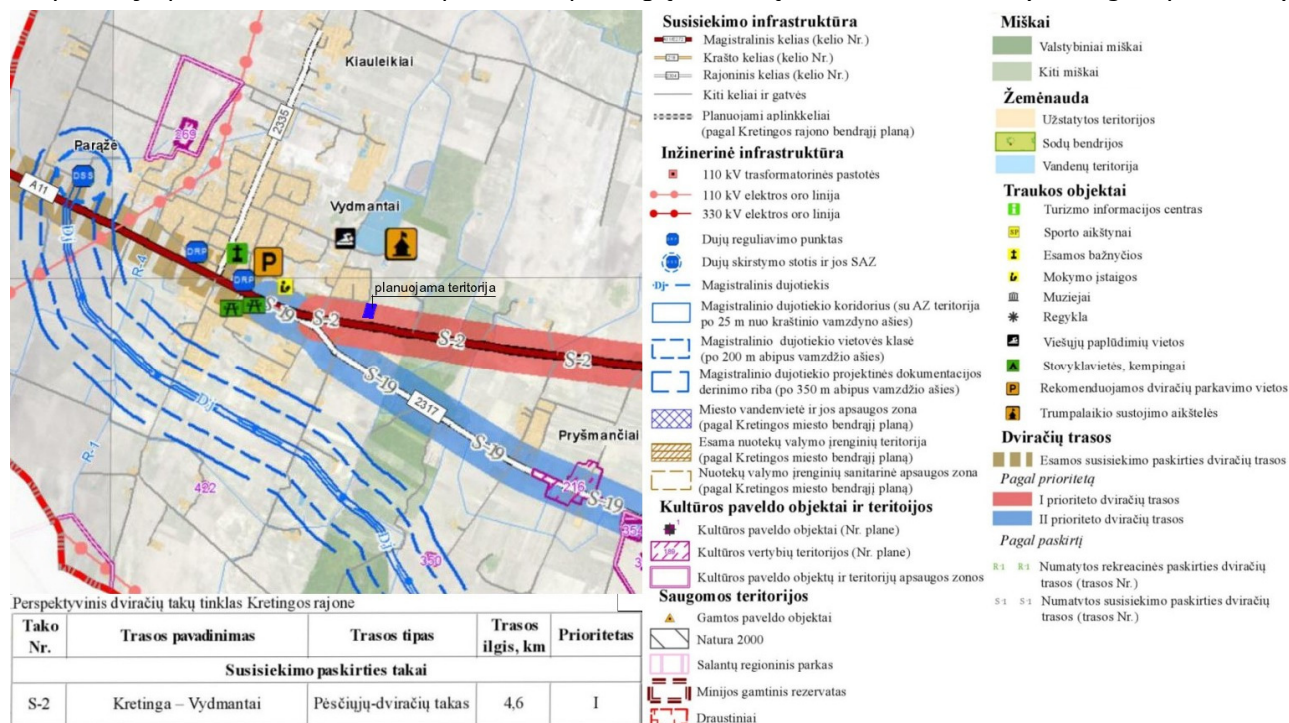 Kiauleikiai
2335
269
Parąžė
DSS
A11
Vydmantai
R-4
DRP
P
DRP
planuojama teritorija
Dj
S-19
S-2
S-2
S-2
S-19
2317
S-19
Dj
Pryšmančiai
R-1
422
216
S-19
Dj
350
Perspektyvinis dviračių takų tinklas Kretingos rajone
Tako Nr. Trasos pavadinimas Trasos tipas Trasos ilgis, km Prioritetas
Susisiekimo paskirties takai
S-2 Kretinga – Vydmantai Pėsčiųjų-dviračių takas 4,6 I
Susisiekimo infrastruktūra
Magistralinis kelias (kelio Nr.)
Krašto kelias (kelio Nr.)
Rajoninis kelias (kelio Nr.)
Kiti keliai ir gatvės
Planuojami aplinkkeliai
(pagal Kretingos rajono bendrąjį planą)
Inžinerinė infrastruktūra
110 kV trasformatorinės pastotės
110 kV elektros oro linija
330 kV elektros oro linija
Dujų reguliavimo punktas
Dujų skirstymo stotis ir jos SAZ
Dj Magistralinis dujotiekis
Magistralinio dujotiekio koridorius (su AZ teritorija
po 25 m nuo kraštinio vamzdyno ašies)
Magistralinio dujotiekio vietovės klasė
(po 200 m abipus vamzdžio ašies)
Magistralinio dujotiekio projektinės dokumentacijos
derinimo riba (po 350 m abipus vamzdžio ašies)
Miesto vandenvietė ir jos apsaugos zona
(pagal Kretingos miesto bendrąjį planą)
Esama nuotekų valymo įrenginių teritorija
(pagal Kretingos miesto bendrąjį planą)
Nuotekų valymo įrenginių sanitarinė apsaugos zona
(pagal Kretingos miesto bendrąjį planą)
Kultūros paveldo objektai ir teritoijos
Kultūros paveldo objektai (Nr. plane)
Kultūros vertybių teritorijos (Nr. plane)
Kultūros paveldo objektų ir teritorijų apsaugos zonos
Saugomos teritorijos
Gamtos paveldo objektai
Natura 2000
Salantų regioninis parkas
Minijos gamtinis rezervatas
Draustiniai
Miškai
Valstybiniai miškai
Kiti miškai
Žemėnauda
Užstatytos teritorijos
Sodų bendrijos
Vandenų teritorija
Traukos objektai
Turizmo informacijos centras
SP Sporto aikštynai
Esamos bažnyčios
Mokymo įstaigos
Muziejai
Regykla
Viešųjų paplūdimių vietos
Stovyklavietės, kempingai
P Rekomenduojamos dviračių parkavimo vietos
Trumpalaikio sustojimo aikštelės
Dviračių trasos
Esamos susisiekimo paskirties dviračių trasos
Pagal prioritetą
I prioriteto dviračių trasos
II prioriteto dviračių trasos
Pagal paskirtį
R-1 R-1 Numatytos rekreacinės paskirties dviračių
trasos (trasos Nr.)
S-1 S-1 Numatytos susisiekimo paskirties dviračių
trasos (trasos Nr.)